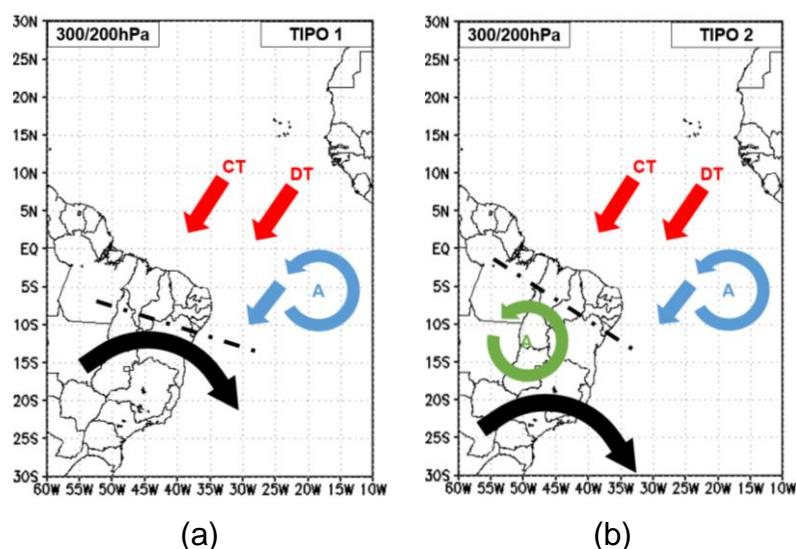 300/200hPa TIPO 1
30N
25N
20N
15N
10N
5N
EQ
5S
10S
15S
20S
25S
30S
60W 55W 50W 45W 40W 35W 30W 25W 20W 15W 10W
CT
DT
A
(a)
300/200hPa TIPO 2
30N
25N
20N
15N
10N
5N
EQ
5S
10S
15S
20S
25S
30S
60W 55W 50W 45W 40W 35W 30W 25W 20W 15W 10W
CT
DT
A
A
(b)